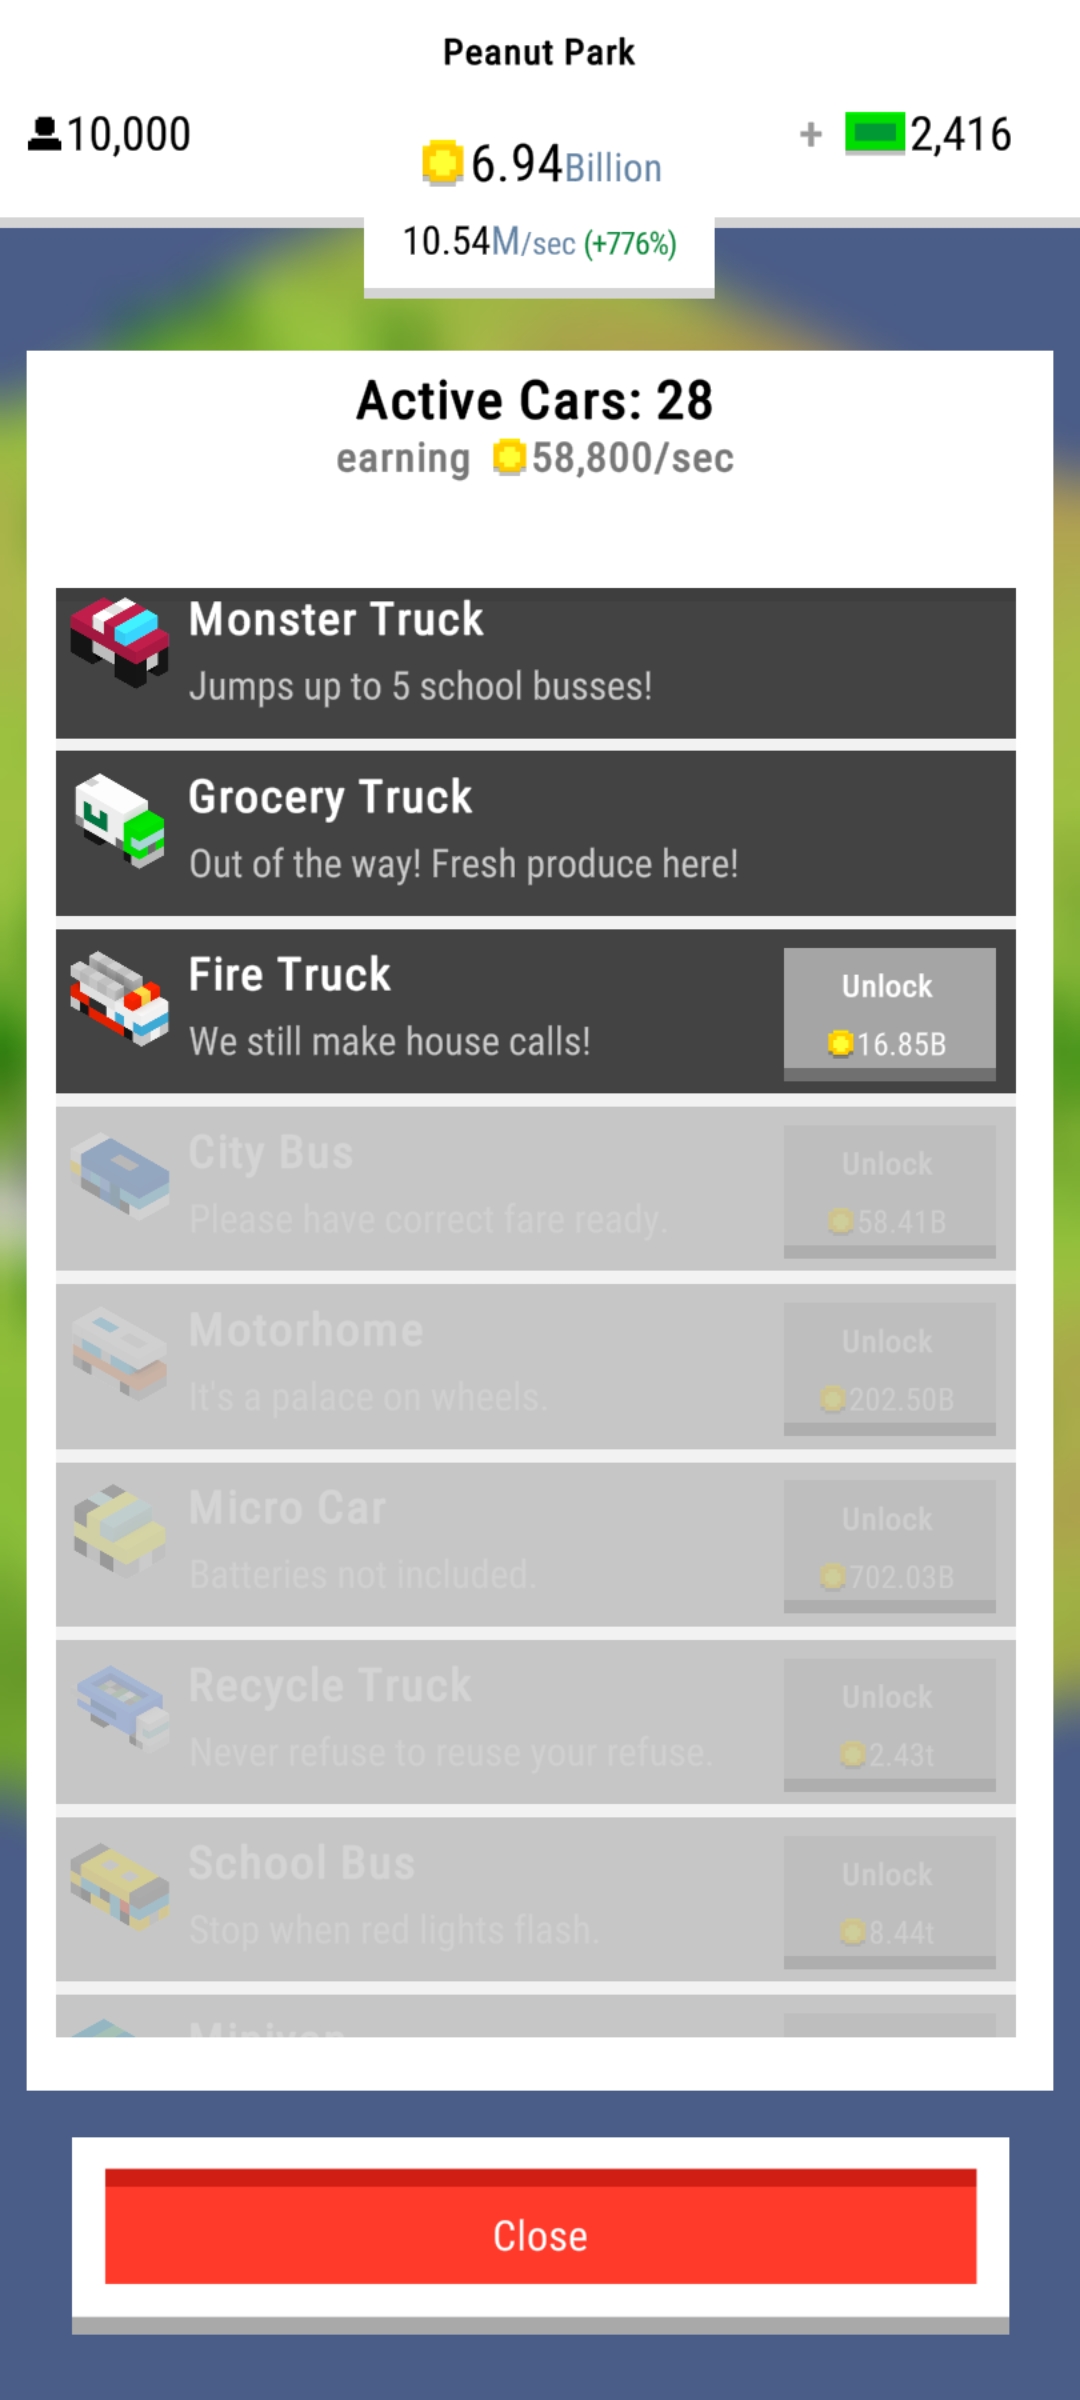 Peanut Park
10,000
6.94Billion
+ 2,416
10.54M/sec (+776%)
Active Cars: 28
earning 58,800/sec
Monster Truck
Jumps up to 5 school busses!
Grocery Truck
Out of the way! Fresh produce here!
Fire Truck
We still make house calls!
Unlock
16.85B
City Bus
Please have correct fare ready.
Unlock
58.41B
Motorhome
It's a palace on wheels.
Unlock
202.50B
Micro Car
Batteries not included.
Unlock
702.03B
Recycle Truck
Never refuse to reuse your refuse.
Unlock
2.43t
School Bus
Stop when red lights flash.
Unlock
8.44t
Minivan
Close